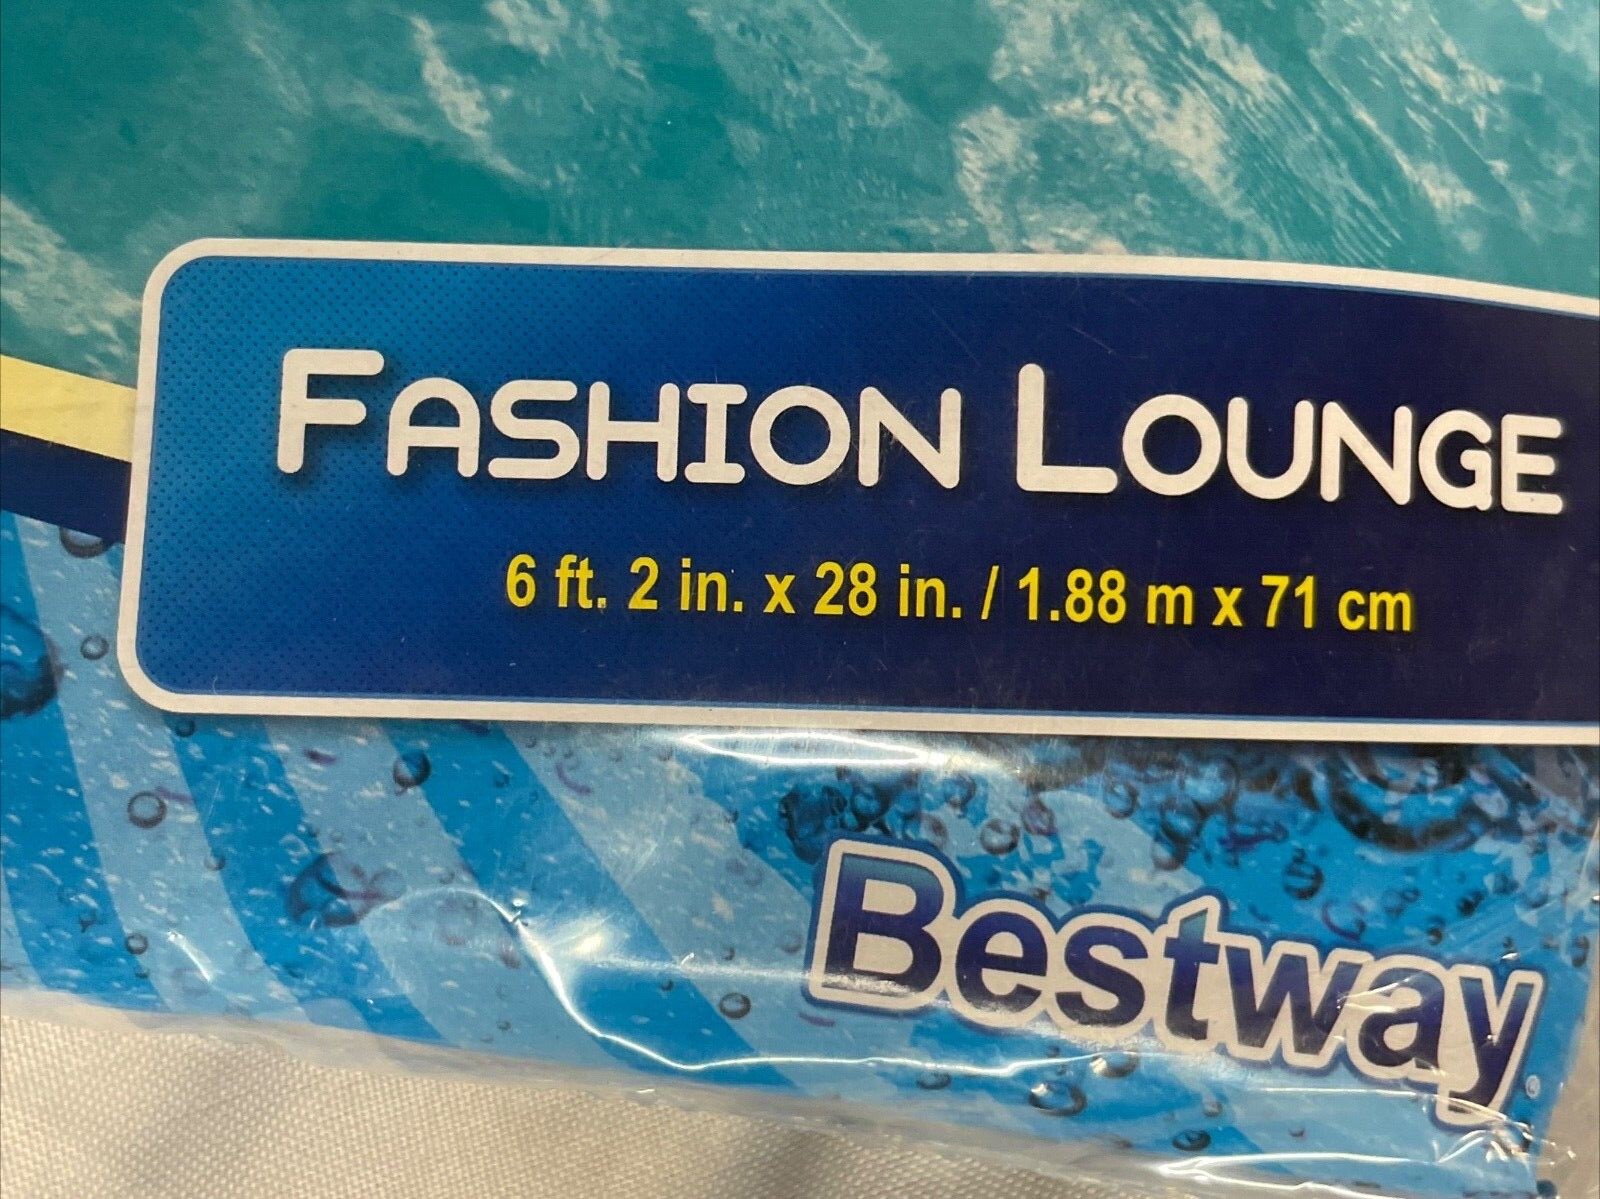 FASHION LOUNGE
6 ft. 2 in. x 28 in. / 1.88 m x 71 cm
Bestway®